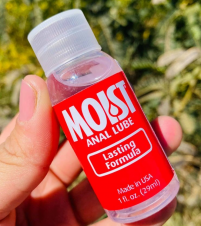 MOIST
ANAL LUBE
Lasting
Formula
Made in USA
1 fl. oz. (29ml)